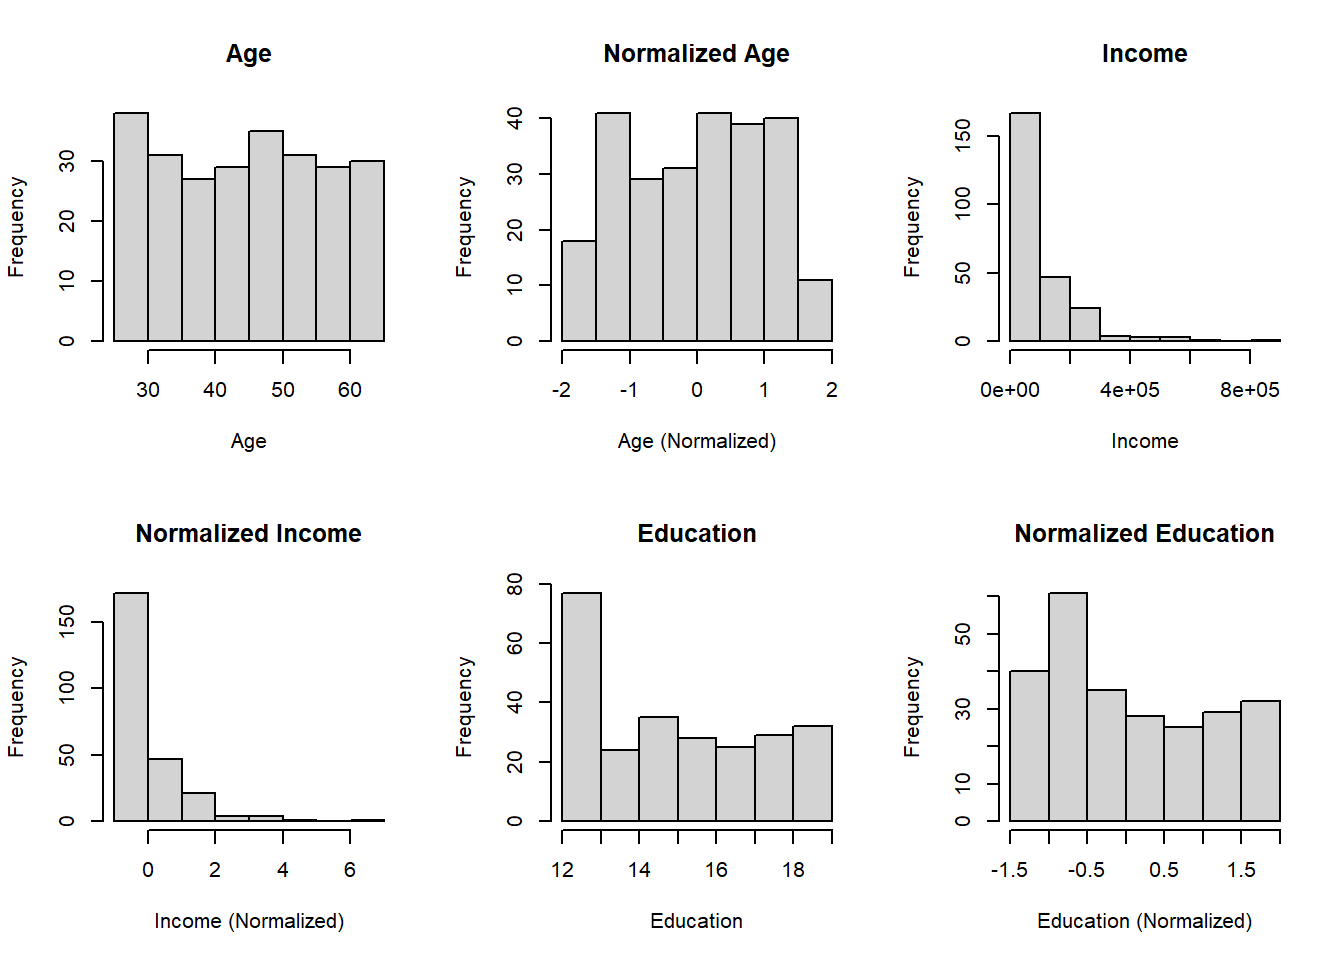 Age
Frequency
0
10
20
30
30 40 50 60
Age
Normalized Age
Frequency
0
10
20
30
40
-2 -1 0 1 2
Age (Normalized)
Income
Frequency
0
50
100
150
0e+00 4e+05 8e+05
Income
Normalized Income
Frequency
0
50
100
150
0 2 4 6
Income (Normalized)
Education
Frequency
0
20
40
60
80
12 14 16 18
Education
Normalized Education
Frequency
0
10
30
50
-1.5 -0.5 0.5 1.5
Education (Normalized)